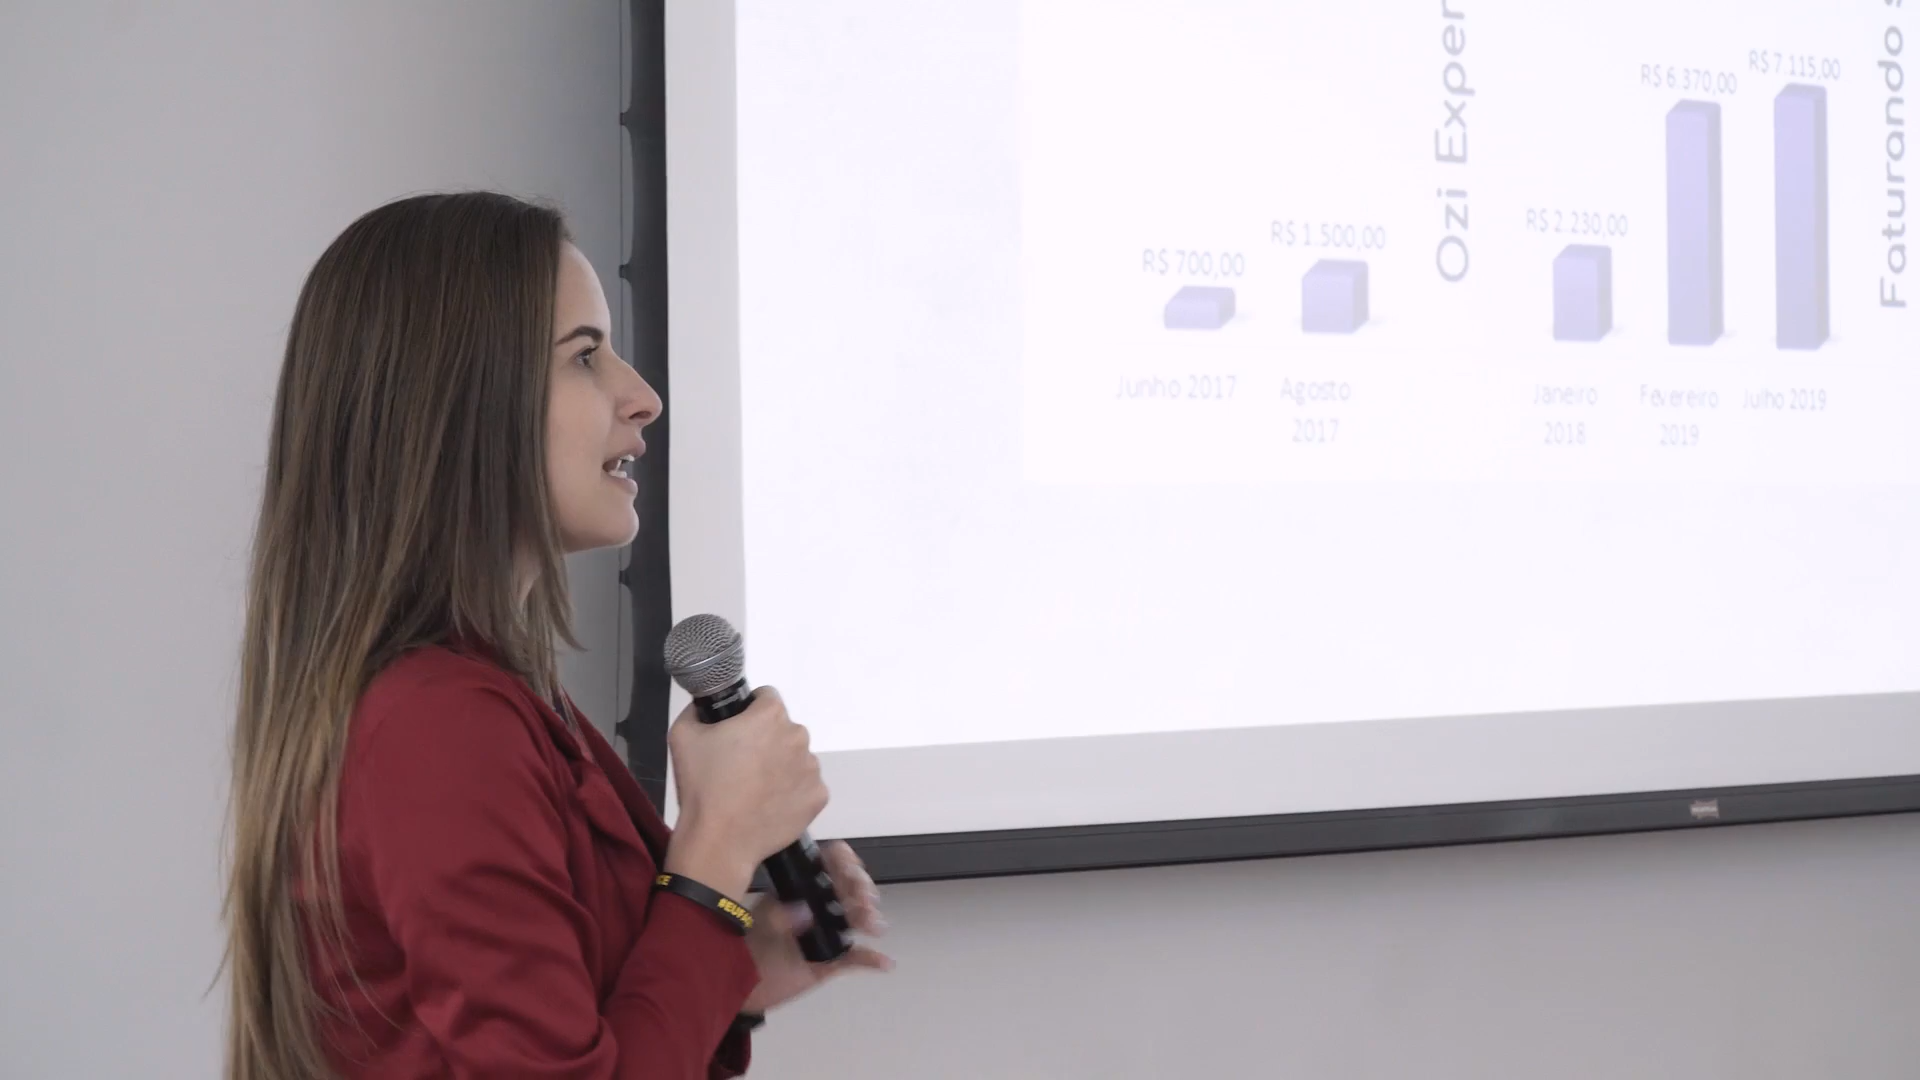 R$ 700,00
R$ 1.500,00
Ozi Exper
R$ 2.230,00
R$ 6.370,00
R$ 7.115,00
Faturando
Junho 2017
Agosto
2017
Janeiro
2018
Fevereiro
2019
Julho 2019